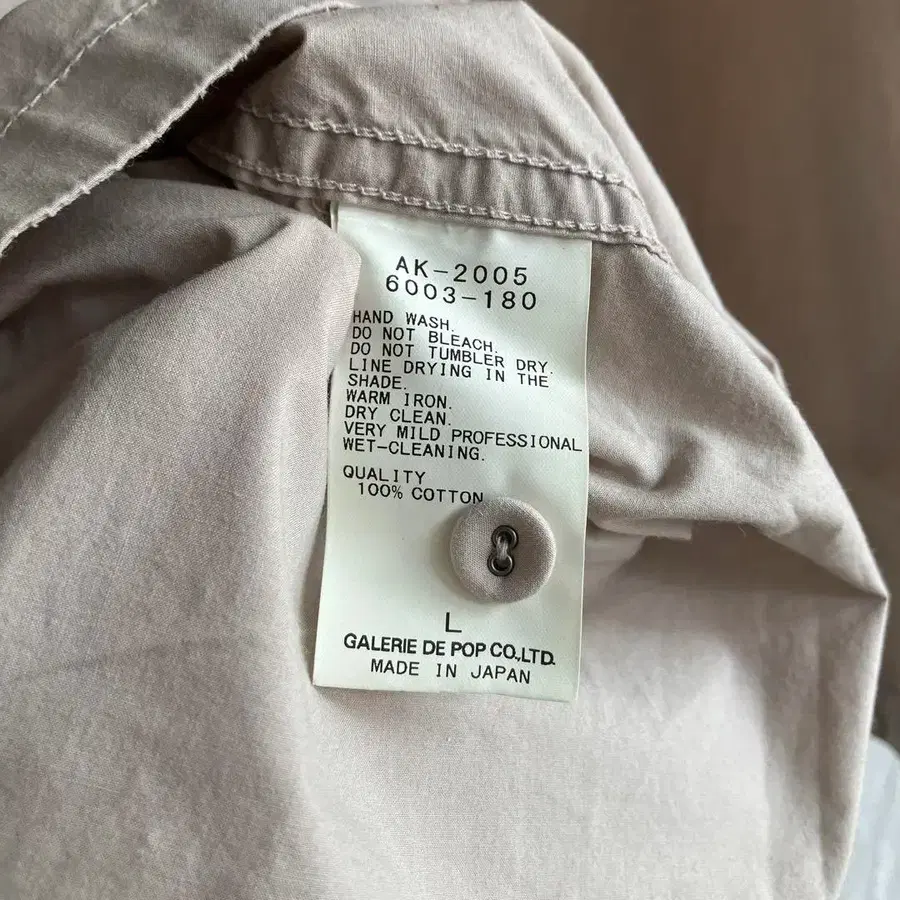 AK-2005
6003-180
HAND WASH.
DO NOT BLEACH.
DO NOT TUMBLER DRY.
LINE DRYING IN THE
SHADE.
WARM IRON.
DRY CLEAN.
VERY MILD PROFESSIONAL
WET-CLEANING.
QUALITY
100% COTTON
L
GALERIE DE POP CO.,LTD.
MADE IN JAPAN